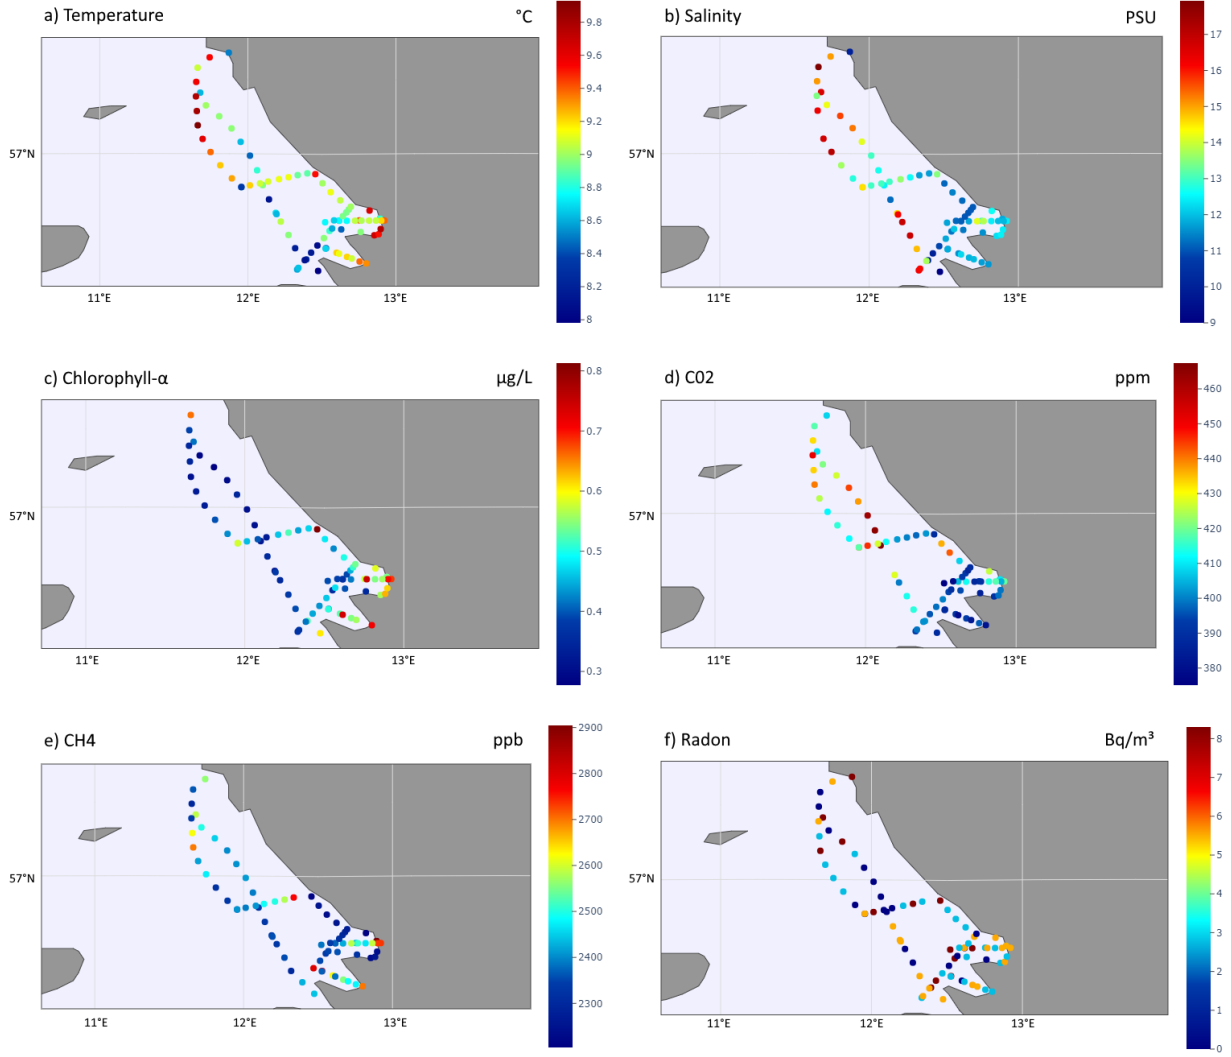 a) Temperature °C
9.8
9.6
9.4
9.2
9
8.8
8.6
8.4
8.2
8
57°N
11°E 12°E 13°E
b) Salinity PSU
17
16
15
14
13
12
11
10
9
57°N
11°E 12°E 13°E
c) Chlorophyll-α µg/L
0.8
0.7
0.6
0.5
0.4
0.3
57°N
11°E 12°E 13°E
d) C02 ppm
460
450
440
430
420
410
400
390
380
57°N
11°E 12°E 13°E
e) CH4 ppb
2900
2800
2700
2600
2500
2400
2300
57°N
11°E 12°E 13°E
f) Radon Bq/m³
8
7
6
5
4
3
2
1
0
57°N
11°E 12°E 13°E